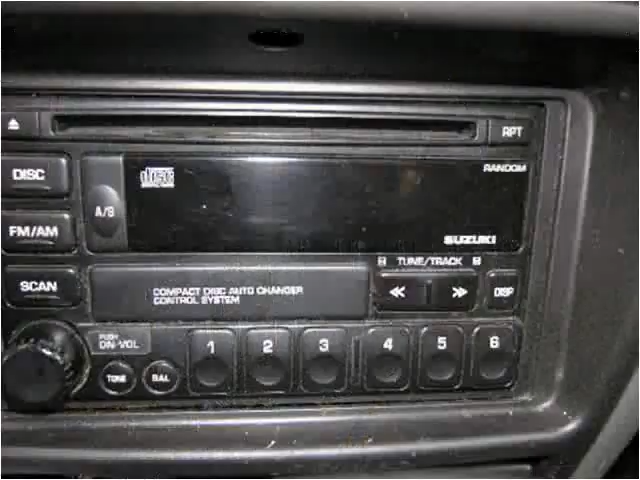 RPT
DISC
disc
RANDOM
A/B
FM/AM
SUZUKI
TUNE/TRACK
SCAN
COMPACT DISC AUTO CHANGER
CONTROL SYSTEM
DISP
PUSH
ON·VOL
1 2 3 4 5 6
TONE BAL